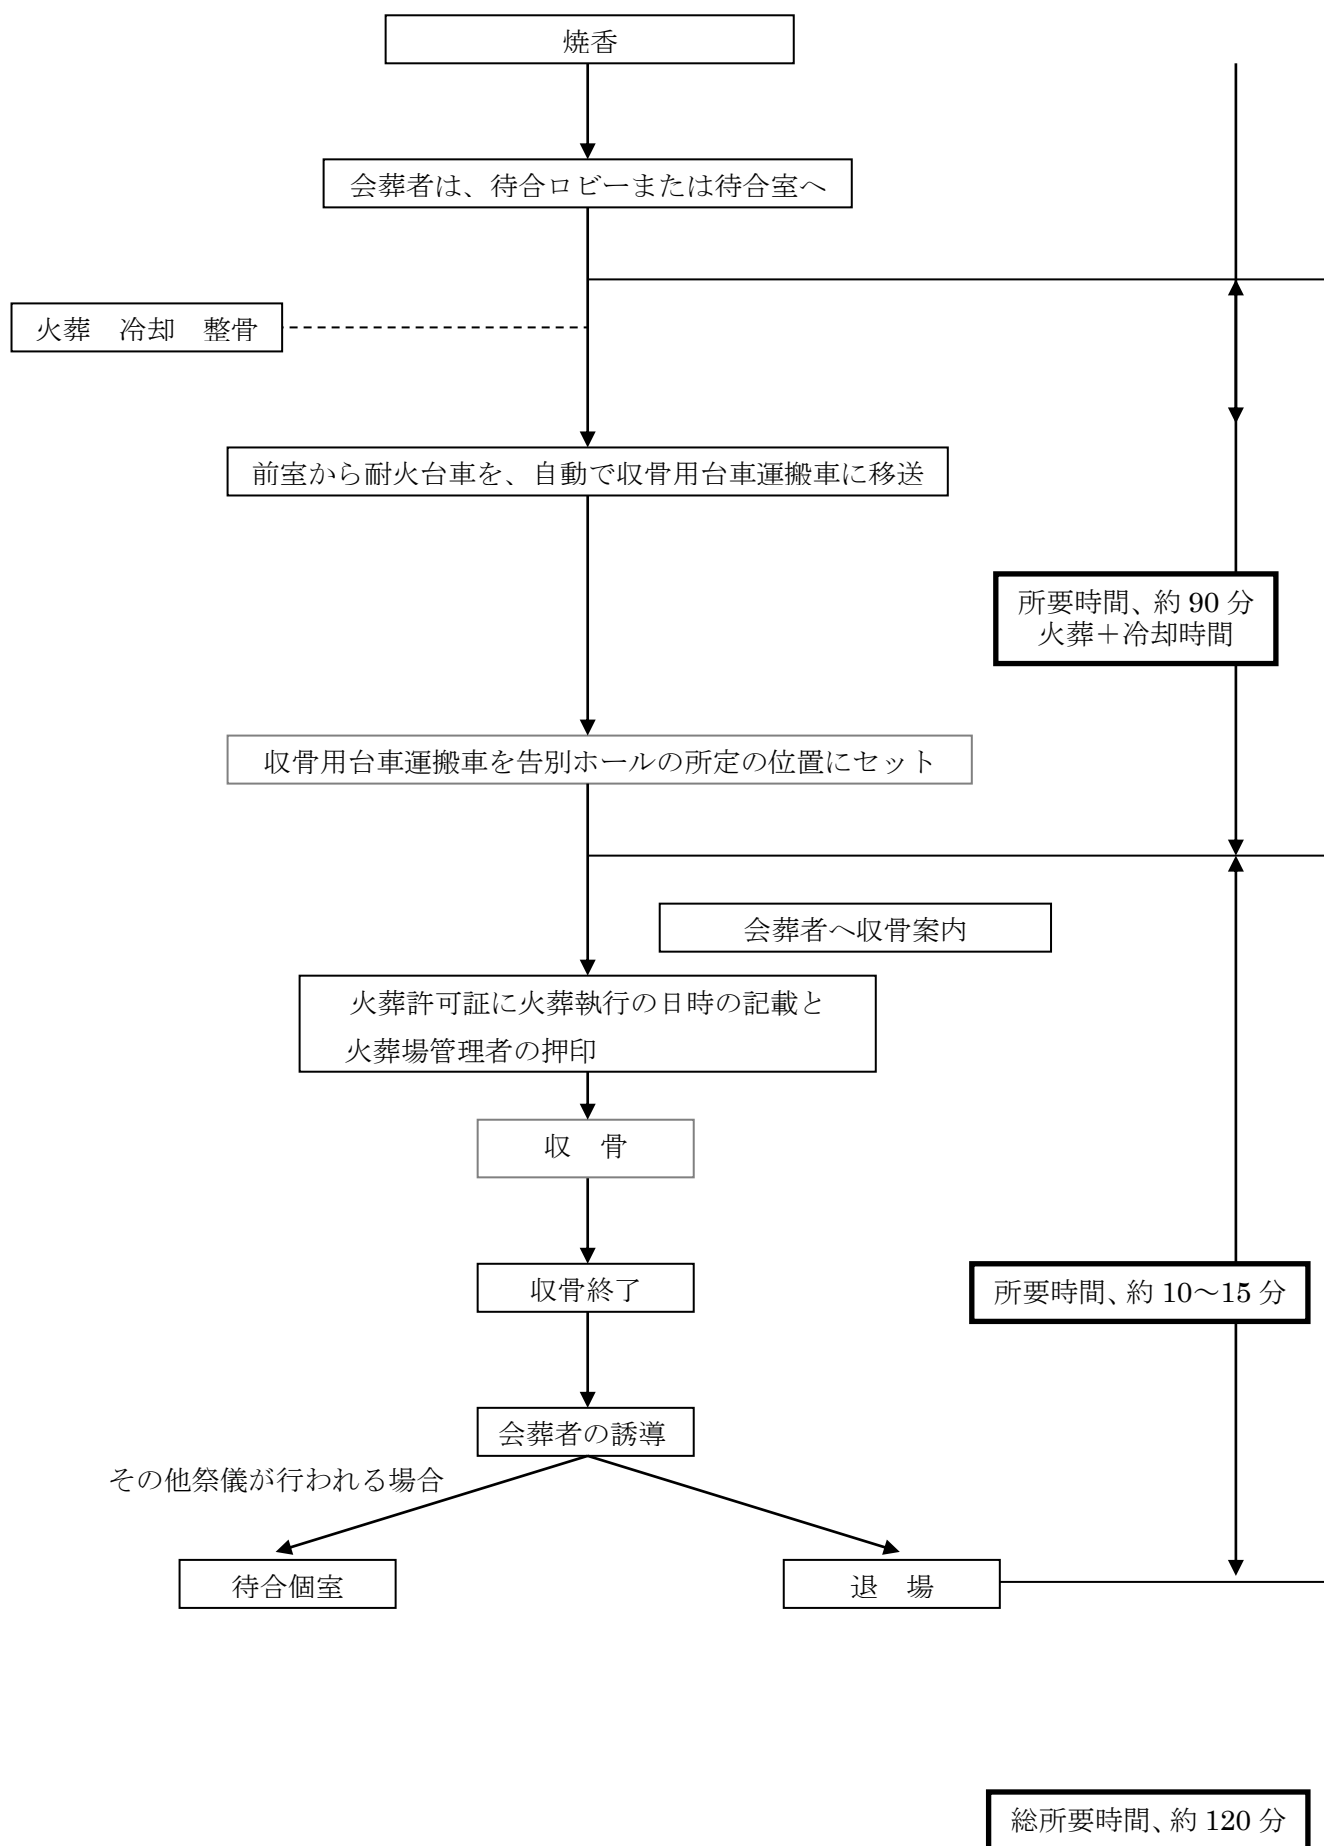 焼香
会葬者は、待合ロビーまたは待合室へ
火葬　冷却　整骨
前室から耐火台車を、自動で収骨用台車運搬車に移送
所要時間、約 90 分
火葬＋冷却時間
収骨用台車運搬車を告別ホールの所定の位置にセット
会葬者へ収骨案内
火葬許可証に火葬執行の日時の記載と
火葬場管理者の押印
収　骨
収骨終了
所要時間、約 10～15 分
会葬者の誘導
その他祭儀が行われる場合
待合個室
退　場
総所要時間、約 120 分